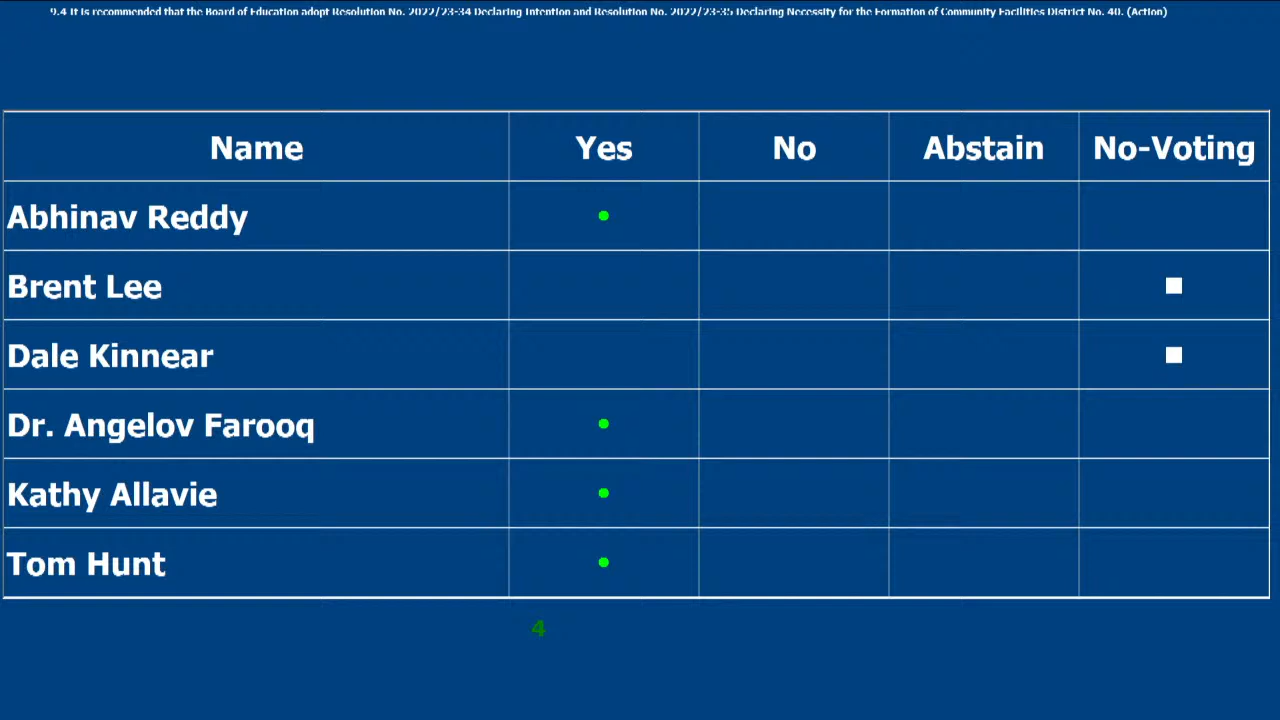 9.4 It is recommended that the Board of Education adopt Resolution No. 2022/23-34 Declaring Intention and Resolution No. 2022/23-35 Declaring Necessity for the Formation of Community Facilities District No. 40. (Action)
Name Yes No Abstain No-Voting
Abhinav Reddy
Brent Lee
Dale Kinnear
Dr. Angelov Farooq
Kathy Allavie
Tom Hunt
4